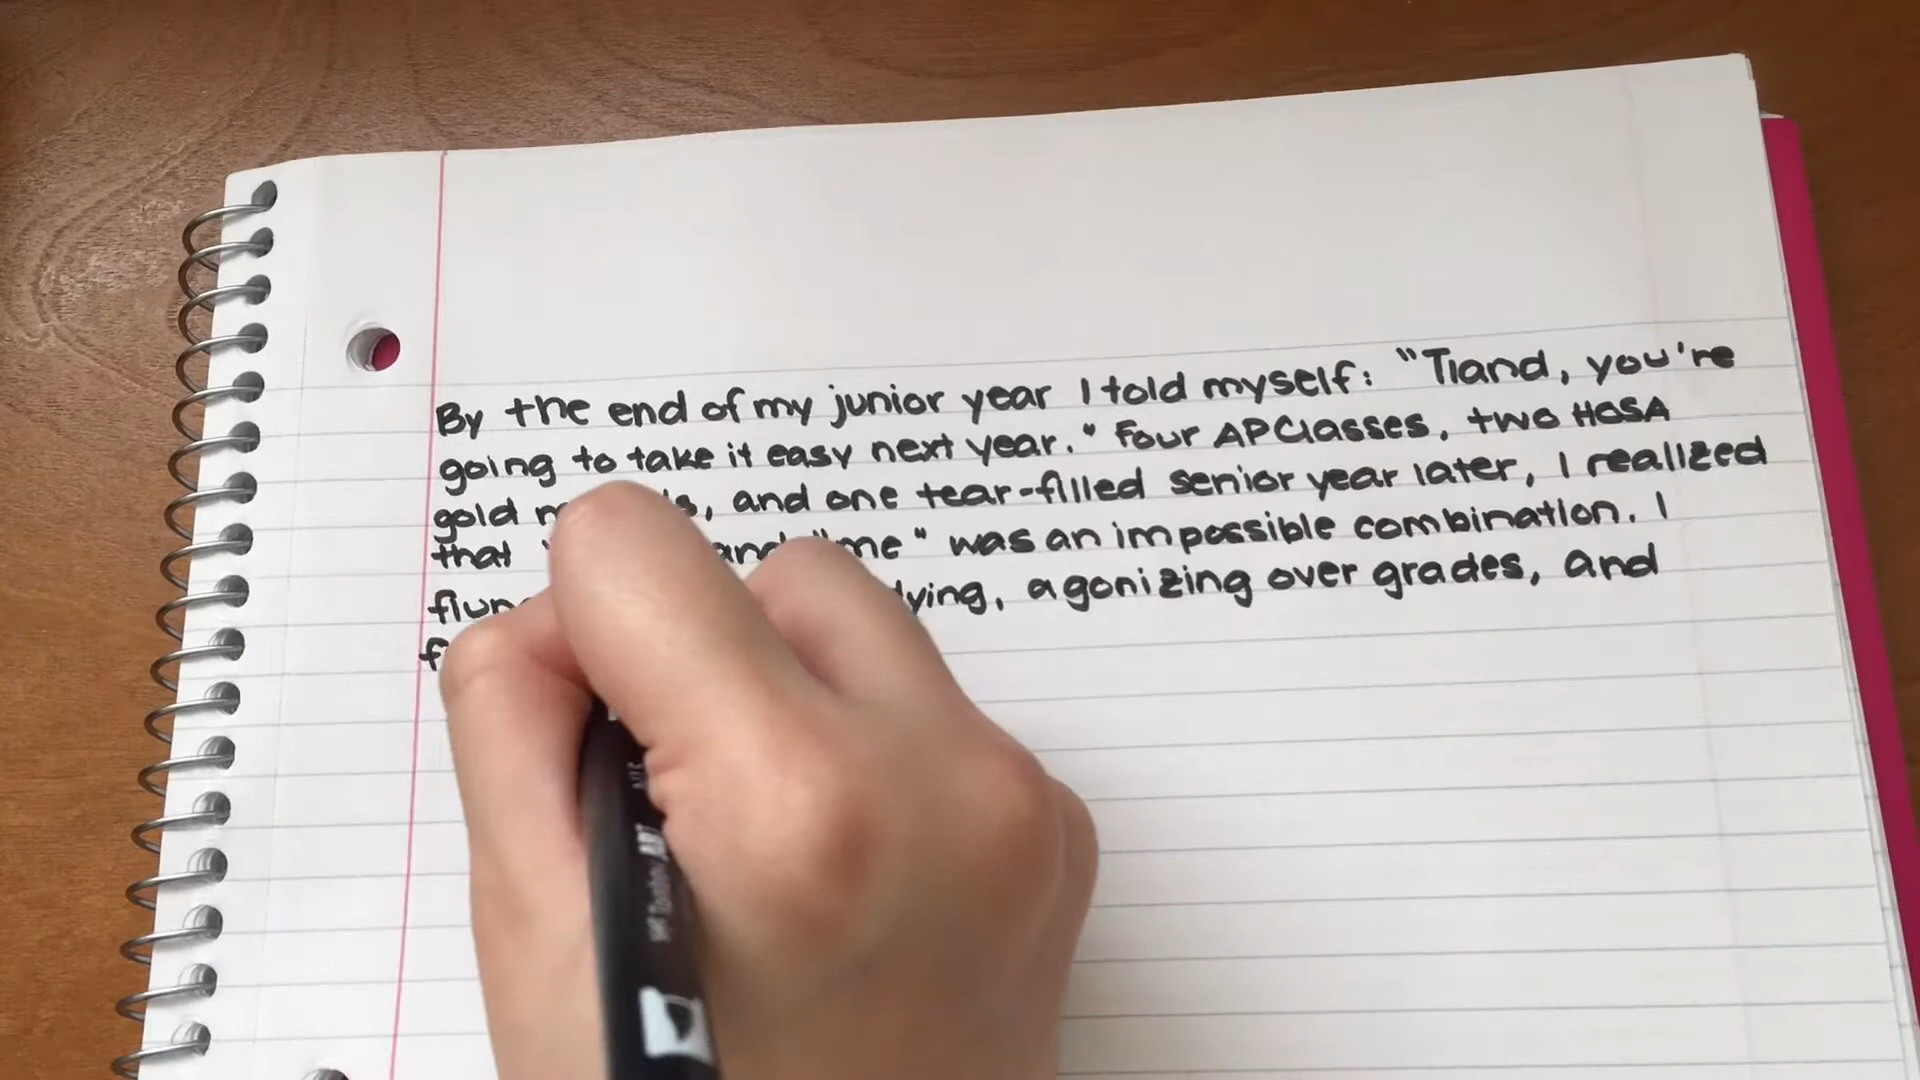 By the end of my junior year I told myself: "Tiand, you're
going to take it easy next year." Four AP Classes, two HOSA
gold, and one tear-filled senior year later, I realized
that and "me" was an impossible combination. I
agonizing over grades, and
ABT